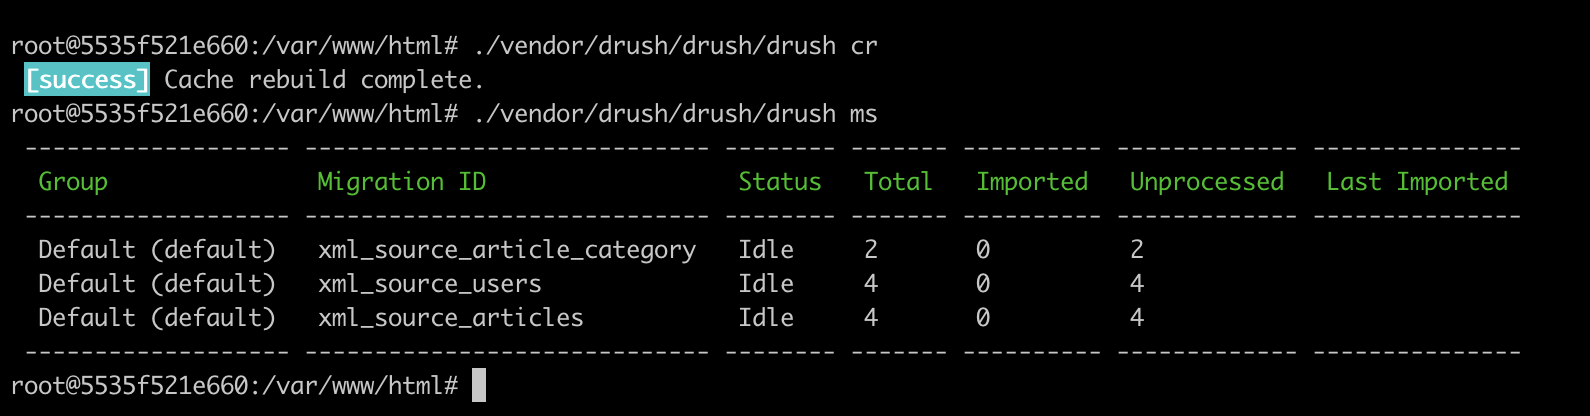 root@5535f521e660:/var/www/html# ./vendor/drush/drush/drush cr
[success] Cache rebuild complete.
root@5535f521e660:/var/www/html# ./vendor/drush/drush/drush ms
------------------- ----------------------------- -------- ------- ---------- ------------- ---------------
Group Migration ID Status Total Imported Unprocessed Last Imported
------------------- ----------------------------- -------- ------- ---------- ------------- ---------------
Default (default) xml_source_article_category Idle 2 0 2
Default (default) xml_source_users Idle 4 0 4
Default (default) xml_source_articles Idle 4 0 4
------------------- ----------------------------- -------- ------- ---------- ------------- ---------------
root@5535f521e660:/var/www/html#